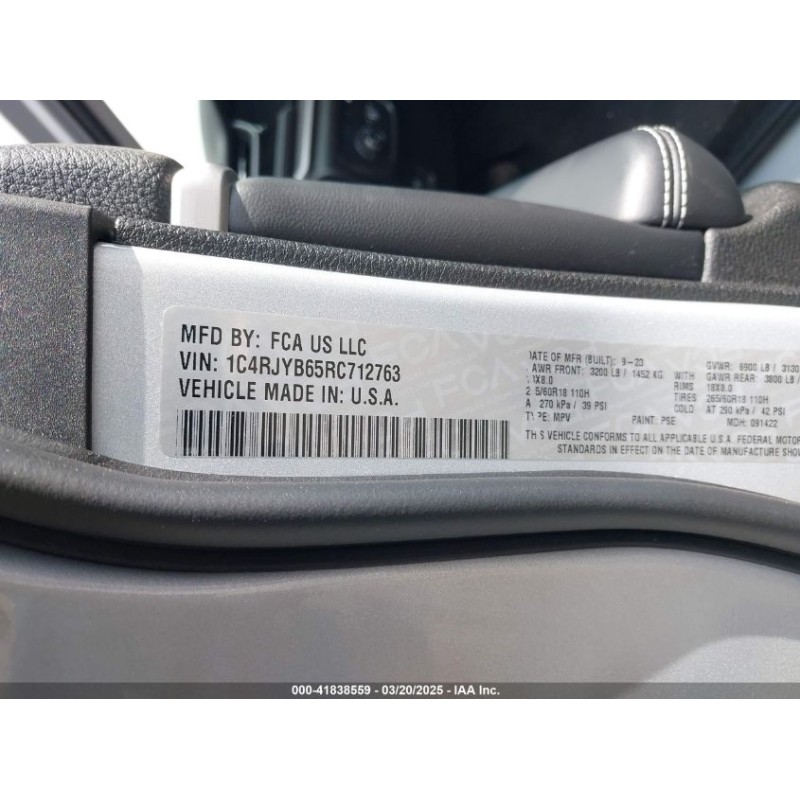 MFD BY: FCA US LLC
VIN: 1C4RJYB65RC712763
VEHICLE MADE IN: U.S.A.
DATE OF MFR (BUILT): 9-23 GVWR: 6900 LB / 3130
GAWR FRONT: 3200 LB / 1452 KG GAWR REAR: 3800 LB /
X8.0 RIMS 18X8.0
5/60R18 110H TIRES 265/60R18 110H
270 kPa / 39 PSI COLD AT 290 kPa / 42 PSI
TYPE: MPV PAINT: PSE MDH: 091422
THIS VEHICLE CONFORMS TO ALL APPLICABLE U.S.A. FEDERAL MOTOR
STANDARDS IN EFFECT ON THE DATE OF MANUFACTURE SHOW
000-41838559 — 03/20/2025 — IAA Inc.